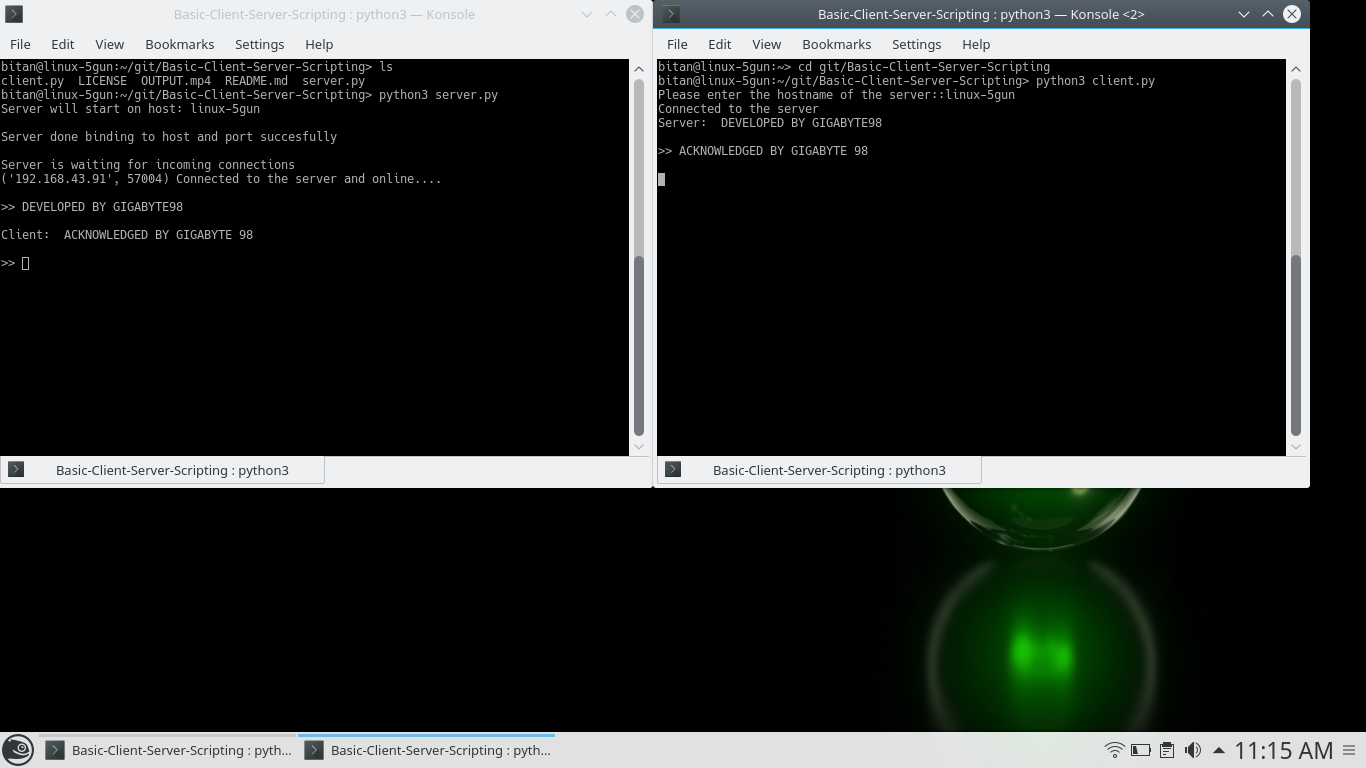 Basic-Client-Server-Scripting : python3 — Konsole
File Edit View Bookmarks Settings Help
bitan@linux-5gun:~/git/Basic-Client-Server-Scripting> ls
client.py  LICENSE  OUTPUT.mp4  README.md  server.py
bitan@linux-5gun:~/git/Basic-Client-Server-Scripting> python3 server.py
Server will start on host: linux-5gun
Server done binding to host and port succesfully
Server is waiting for incoming connections
('192.168.43.91', 57004) Connected to the server and online....
>> DEVELOPED BY GIGABYTE98
Client:  ACKNOWLEDGED BY GIGABYTE 98
>>
Basic-Client-Server-Scripting : python3
Basic-Client-Server-Scripting : python3 — Konsole <2>
File Edit View Bookmarks Settings Help
bitan@linux-5gun:~> cd git/Basic-Client-Server-Scripting
bitan@linux-5gun:~/git/Basic-Client-Server-Scripting> python3 client.py
Please enter the hostname of the server::linux-5gun
Connected to the server
Server:  DEVELOPED BY GIGABYTE98
>> ACKNOWLEDGED BY GIGABYTE 98
Basic-Client-Server-Scripting : python3
Basic-Client-Server-Scripting : pyth... Basic-Client-Server-Scripting : pyth... 11:15 AM